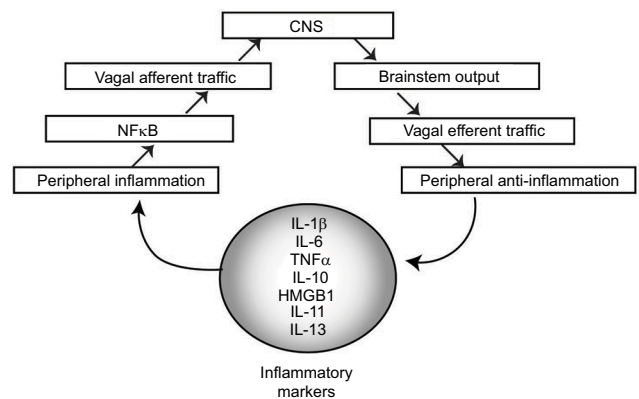 CNS
Vagal afferent traffic
Brainstem output
NFκB
Vagal efferent traffic
Peripheral inflammation
Peripheral anti-inflammation
IL-1β
IL-6
TNFα
IL-10
HMGB1
IL-11
IL-13
Inflammatory
markers